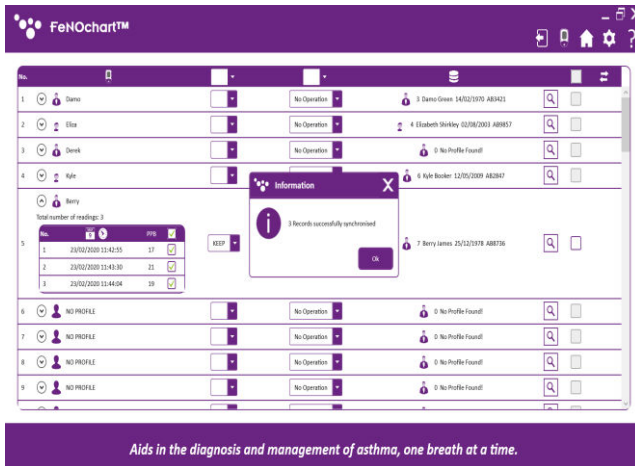 FeNOchart™
?
No.
1 Damo No Operation 3 Damo Green 14/02/1970 AB3421
2 Eliza No Operation 4 Elizabeth Shirkley 02/08/2003 AB9857
3 Derek No Operation 0 No Profile Found!
4 Kyle No Operation 6 Kyle Booker 12/05/2009 AB2847
Information X
3 Records successfully synchronised
Ok
Berry
Total number of readings: 3
No. PPB
1 23/02/2020 11:42:55 17
2 23/02/2020 11:43:30 21
3 23/02/2020 11:44:04 19
5 KEEP 7 Berry James 25/12/1978 AB8736
6 NO PROFILE No Operation 0 No Profile Found!
7 NO PROFILE No Operation 0 No Profile Found!
8 NO PROFILE No Operation 0 No Profile Found!
9 NO PROFILE No Operation 0 No Profile Found!
Aids in the diagnosis and management of asthma, one breath at a time.